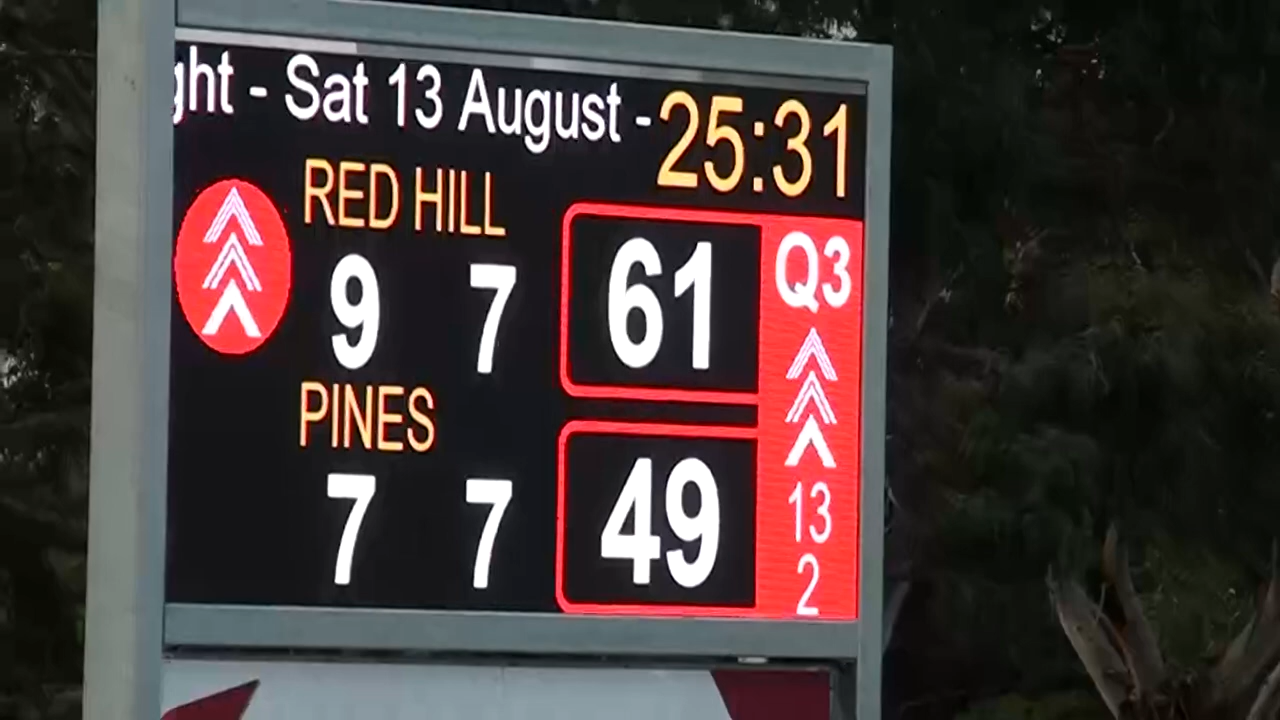 ght - Sat 13 August - 25:31
RED HILL
9 7 61 Q3
PINES
7 7 49
13
2